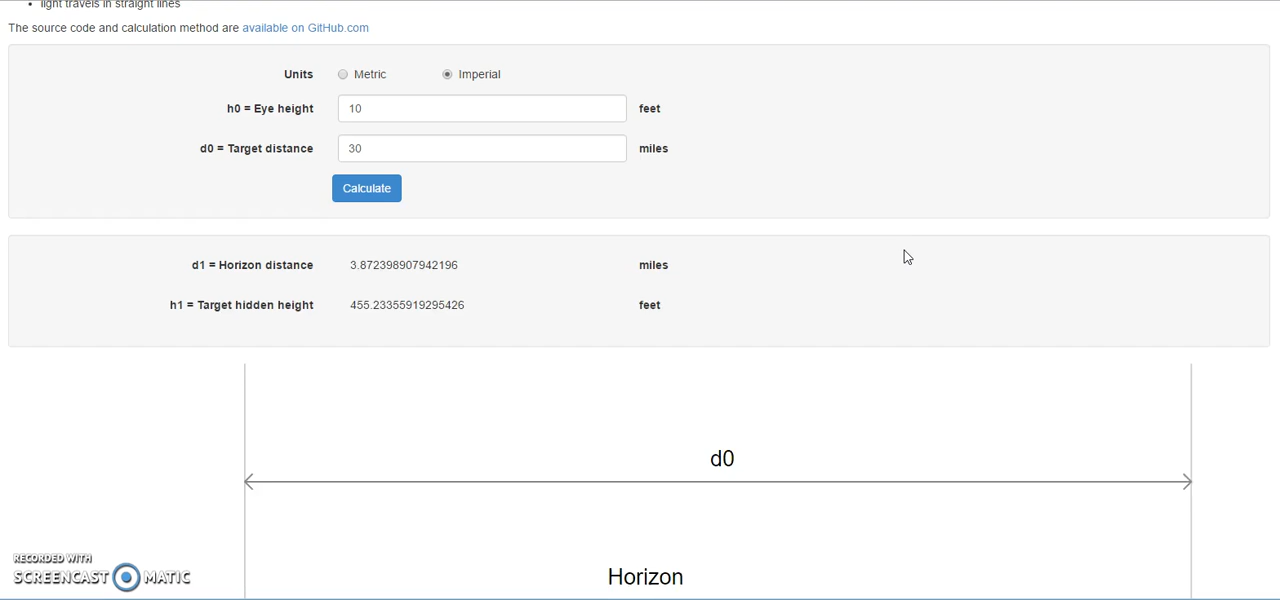 light travels in straight lines
The source code and calculation method are available on GitHub.com
Units Metric Imperial
h0 = Eye height 10 feet
d0 = Target distance 30 miles
Calculate
d1 = Horizon distance 3.872398907942196 miles
h1 = Target hidden height 455.23355919295426 feet
d0
Horizon
RECORDED WITH
SCREENCAST MATIC